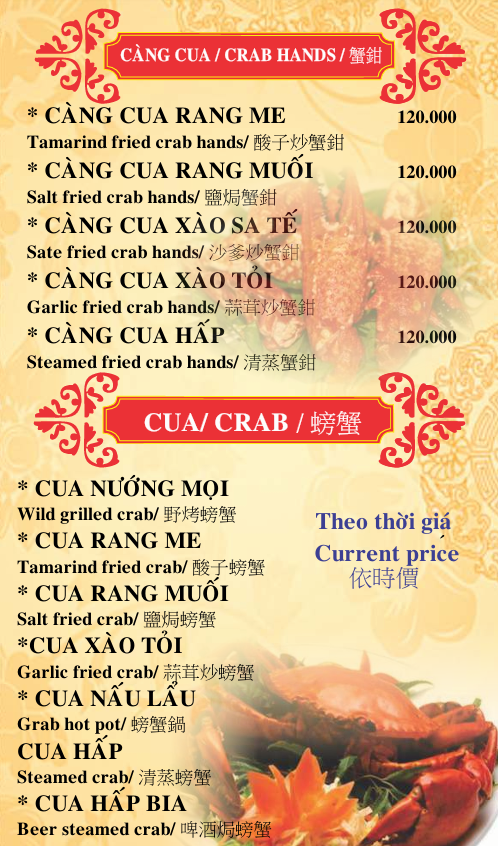 CÀNG CUA / CRAB HANDS / 蟹鉗
* CÀNG CUA RANG ME 120.000
Tamarind fried crab hands/ 酸子炒蟹鉗
* CÀNG CUA RANG MUỐI 120.000
Salt fried crab hands/ 鹽焗蟹鉗
* CÀNG CUA XÀO SA TẾ 120.000
Sate fried crab hands/ 沙爹炒蟹鉗
* CÀNG CUA XÀO TỎI 120.000
Garlic fried crab hands/ 蒜茸炒蟹鉗
* CÀNG CUA HẤP 120.000
Steamed fried crab hands/ 清蒸蟹鉗
CUA/ CRAB / 螃蟹
* CUA NƯỚNG MỌI
Wild grilled crab/ 野烤螃蟹
* CUA RANG ME
Tamarind fried crab/ 酸子螃蟹
* CUA RANG MUỐI
Salt fried crab/ 鹽焗螃蟹
*CUA XÀO TỎI
Garlic fried crab/ 蒜茸炒螃蟹
* CUA NẤU LẨU
Grab hot pot/ 螃蟹鍋
CUA HẤP
Steamed crab/ 清蒸螃蟹
* CUA HẤP BIA
Beer steamed crab/ 啤酒焗螃蟹
Theo thời giá
Current price
依時價